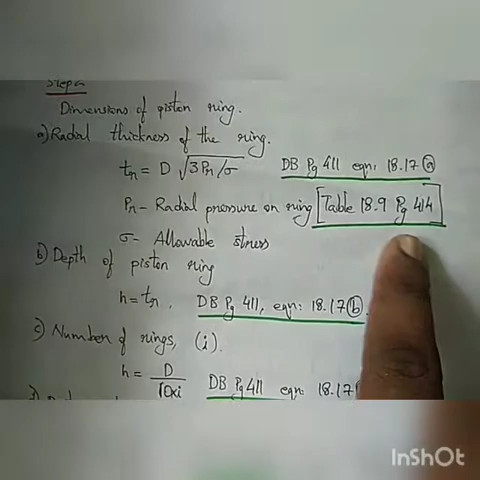 Step
Dimensions of piston ring.
a) Radial thickness of the ring.
tr = D √3Pr/σ DB Pg 411 eqn: 18.17 (a)
Pr - Radial pressure on ring [Table 18.9 Pg 414]
σ - Allowable stress
b) Depth of piston ring
h = tr. DB Pg 411, eqn: 18.17 (b).
c) Number of rings, (i).
h = D/10xi DB Pg 411 eqn: 18.17
InShOt